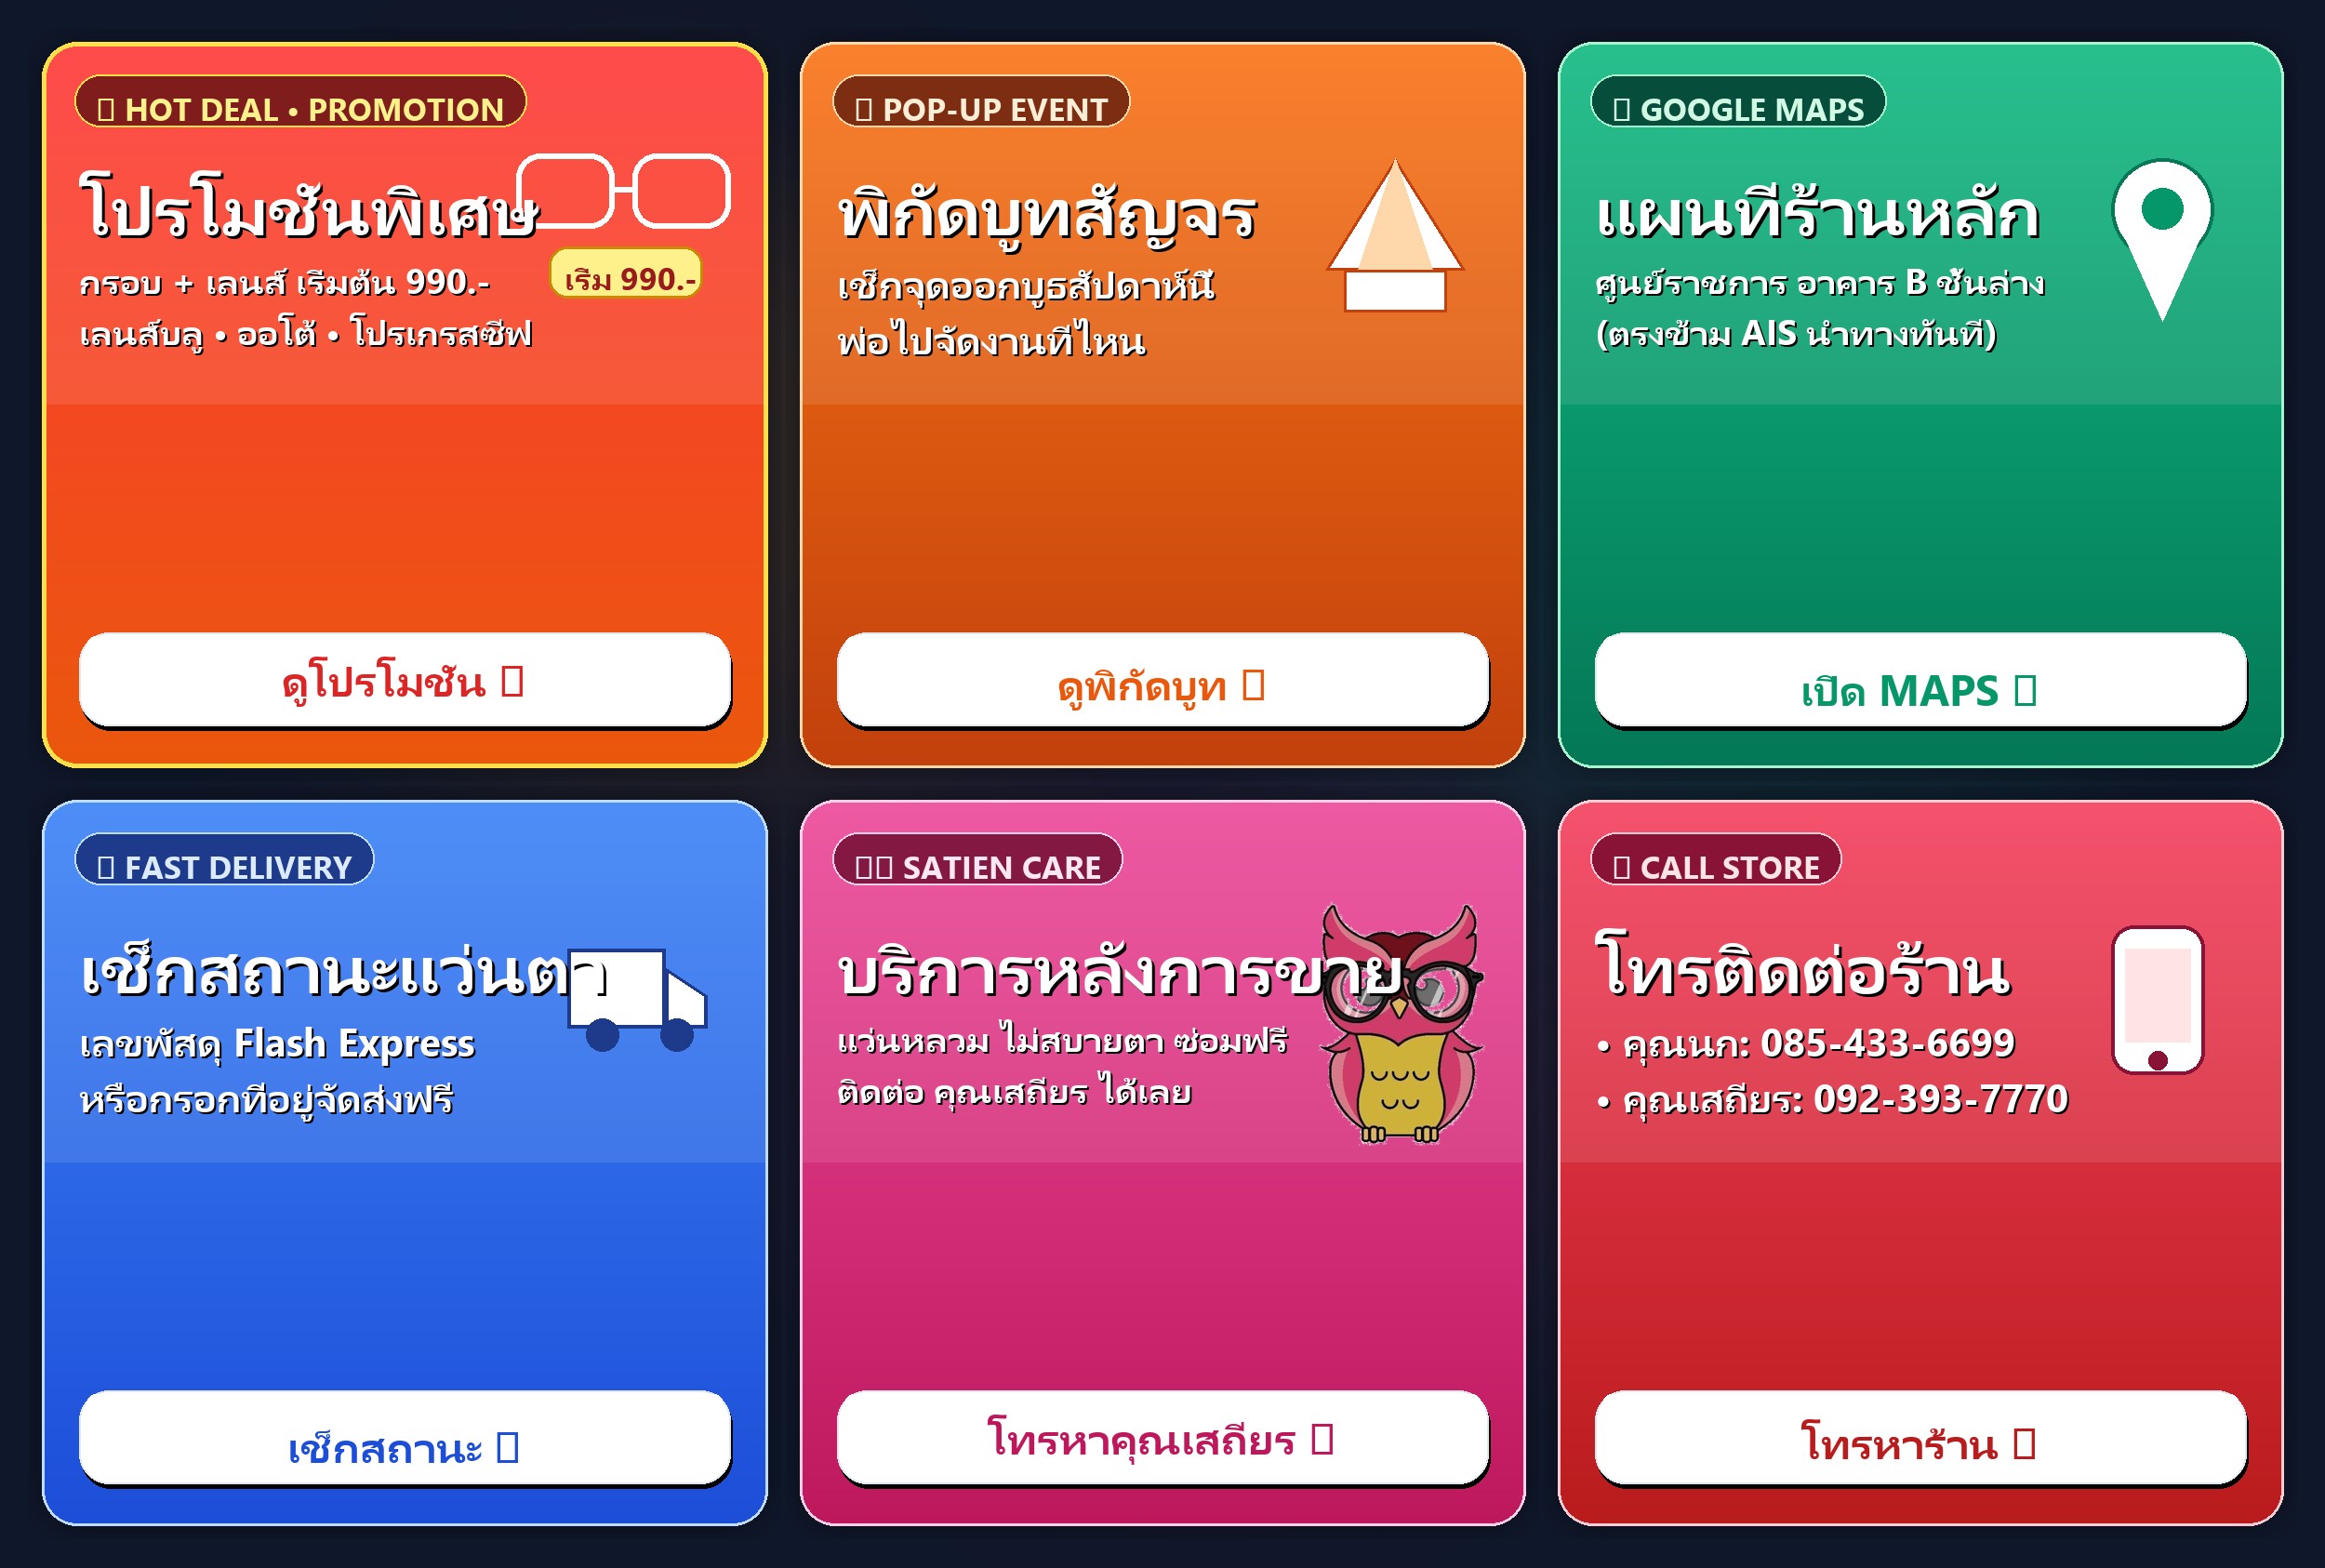 HOT DEAL • PROMOTION
โปรโมชั่นพิเศษ
กรอบ + เลนส์ เริ่มต้น 990.-
เริ่ม 990.-
เลนส์บลู • ออโต้ • โปรเกรสซีฟ
ดูโปรโมชั่น
POP-UP EVENT
พิกัดบูทสัญจร
เช็กจุดออกบูธสัปดาห์นี้
พ่อไปจัดงานที่ไหน
ดูพิกัดบูท
GOOGLE MAPS
แผนที่ร้านหลัก
ศูนย์ราชการ อาคาร B ชั้นล่าง
(ตรงข้าม AIS นำทางทันที)
เปิด MAPS
FAST DELIVERY
เช็กสถานะแว่นตา
เลขพัสดุ Flash Express
หรือกรอกที่อยู่จัดส่งฟรี
เช็กสถานะ
SATIEN CARE
บริการหลังการขาย
แว่นหลวม ไม่สบายตา ซ่อมฟรี
ติดต่อ คุณเสถียร ได้เลย
โทรหาคุณเสถียร
CALL STORE
โทรติดต่อร้าน
• คุณนก: 085-433-6699
• คุณเสถียร: 092-393-7770
โทรหาร้าน